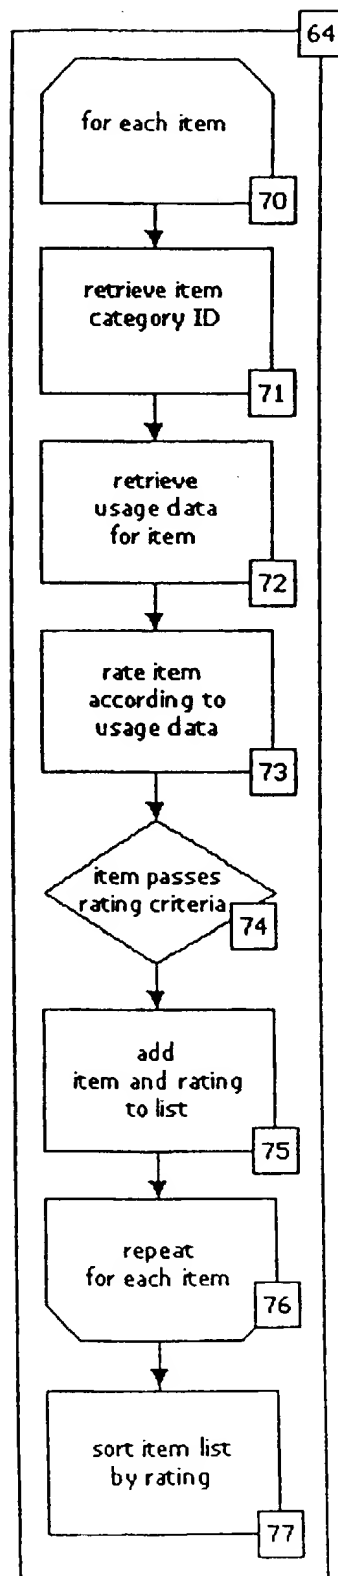 64
for each item
70
retrieve item
category ID
71
retrieve
usage data
for item
72
rate item
according to
usage data
73
item passes
rating criteria
74
add
item and rating
to list
75
repeat
for each item
76
sort item list
by rating
77